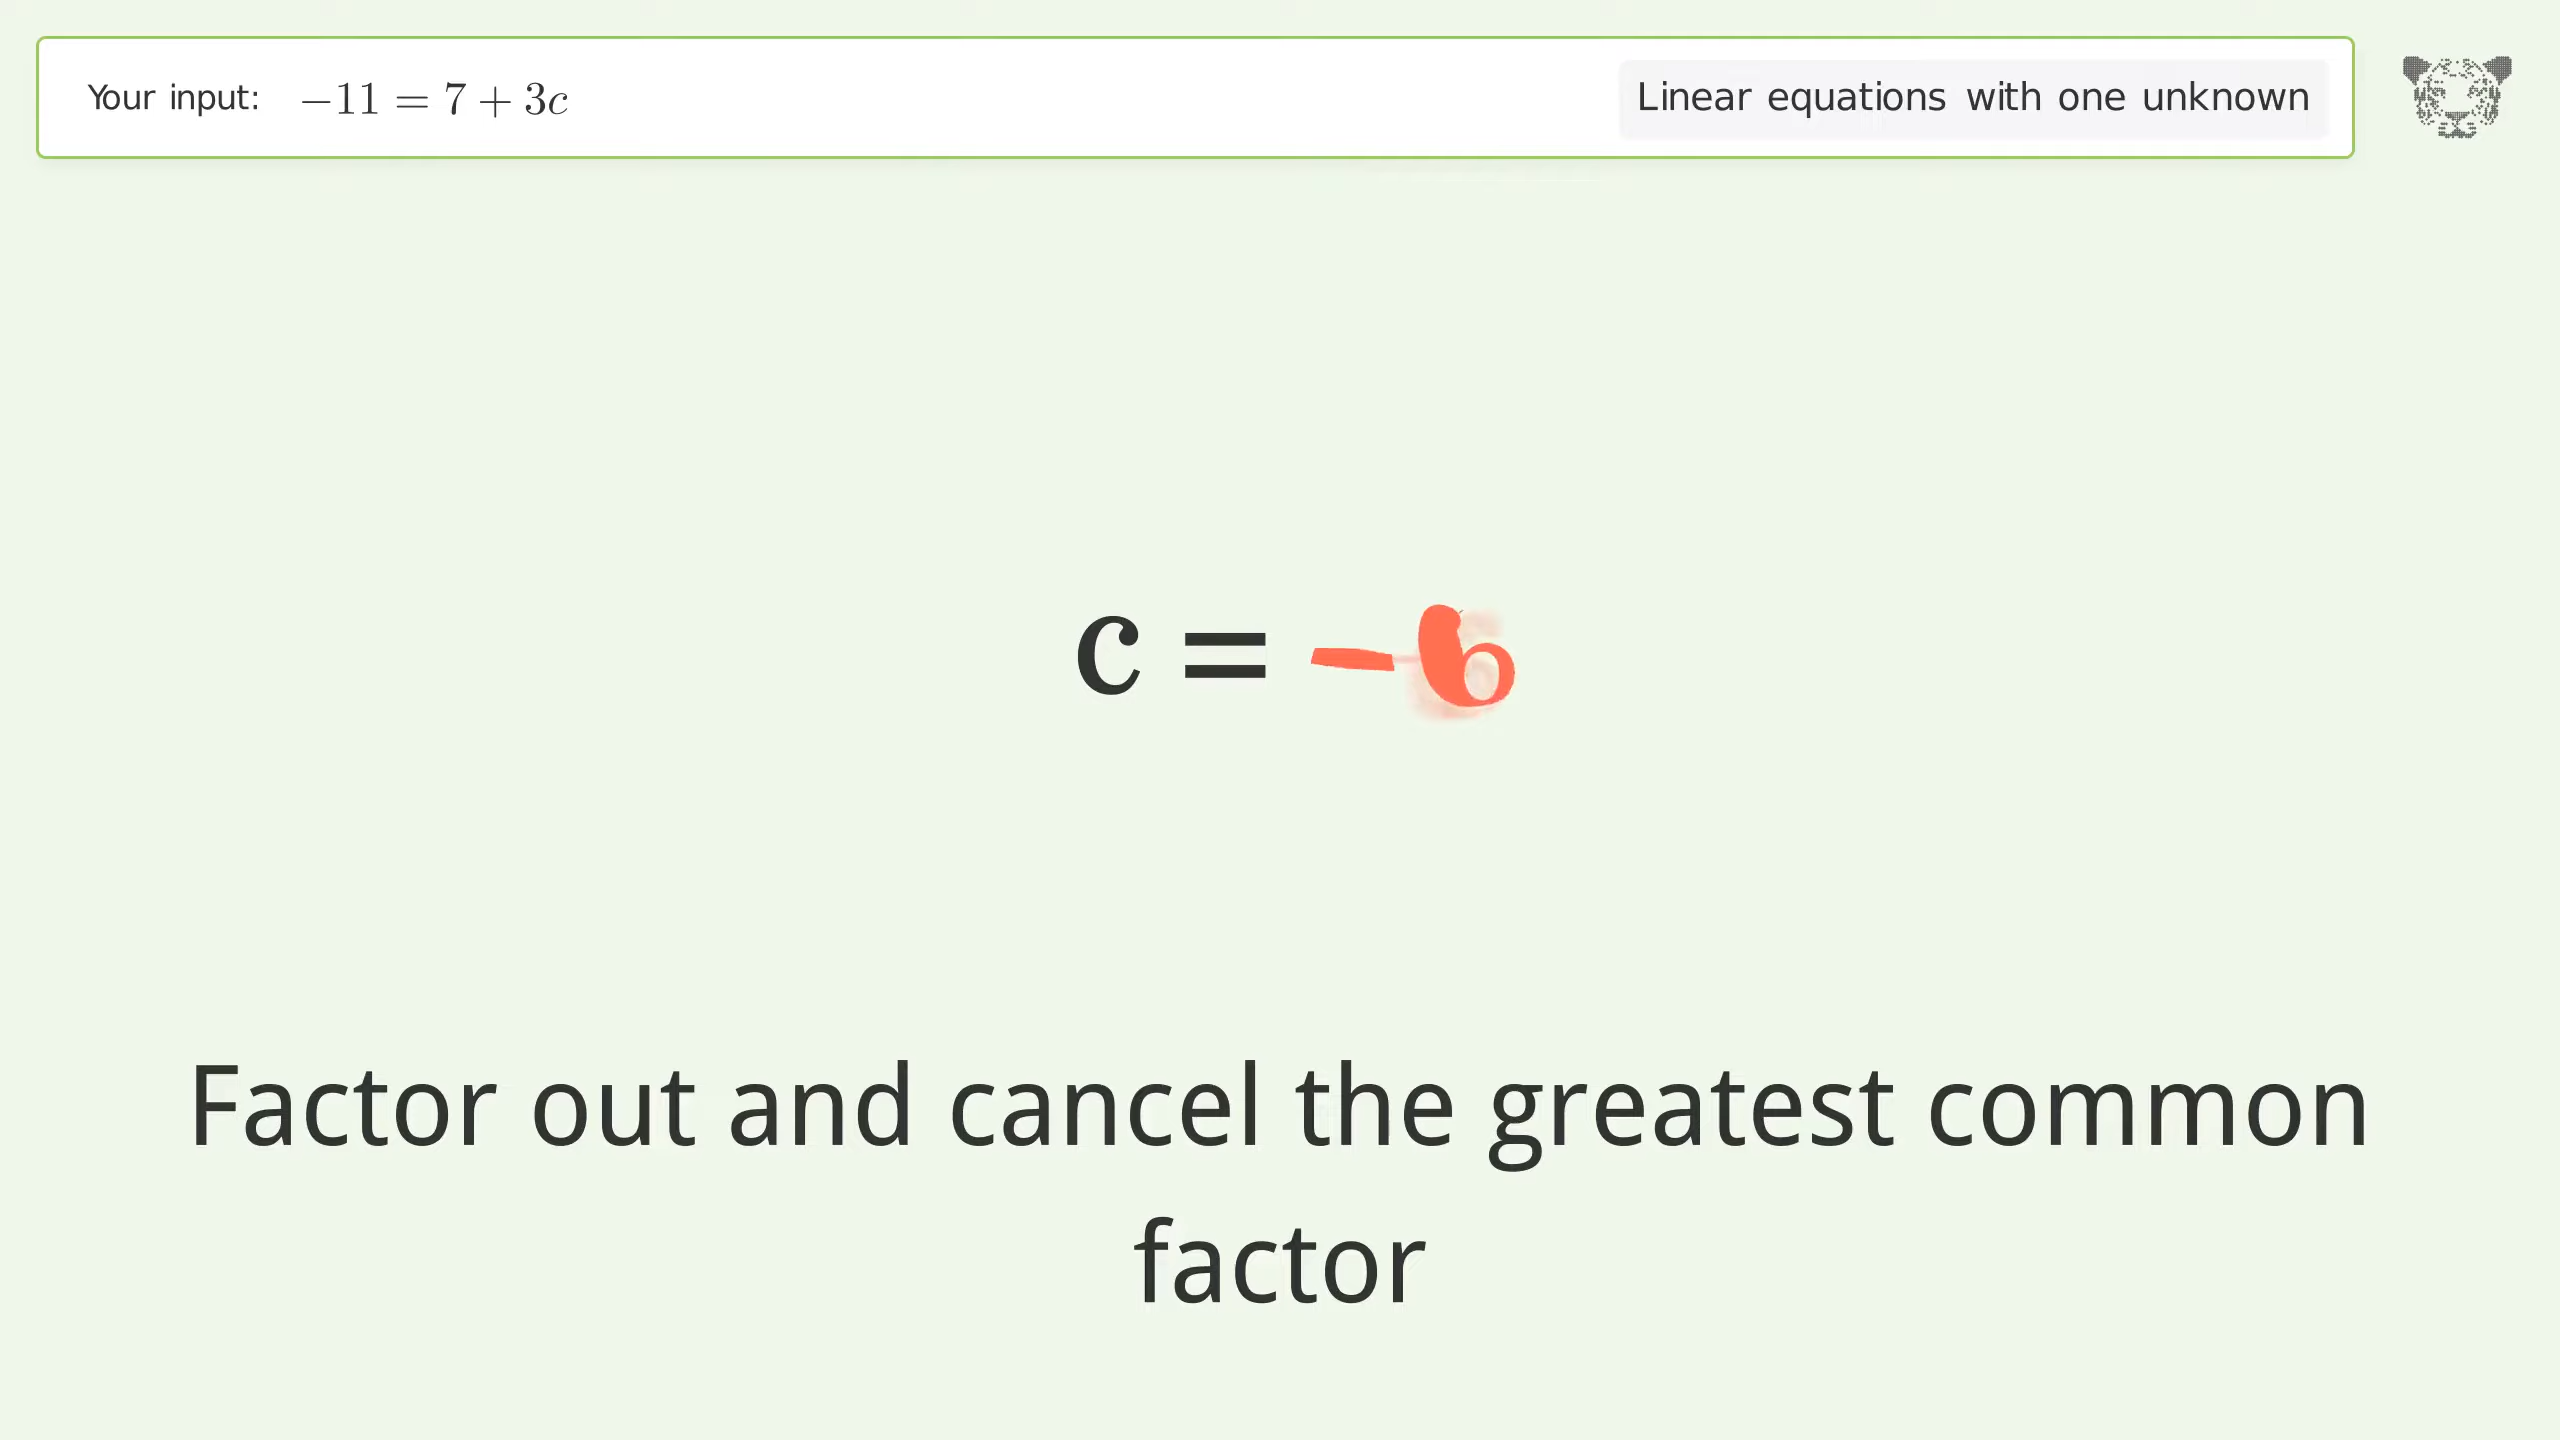 Your input: −11 = 7 + 3c
Linear equations with one unknown
c = −6
Factor out and cancel the greatest common
factor